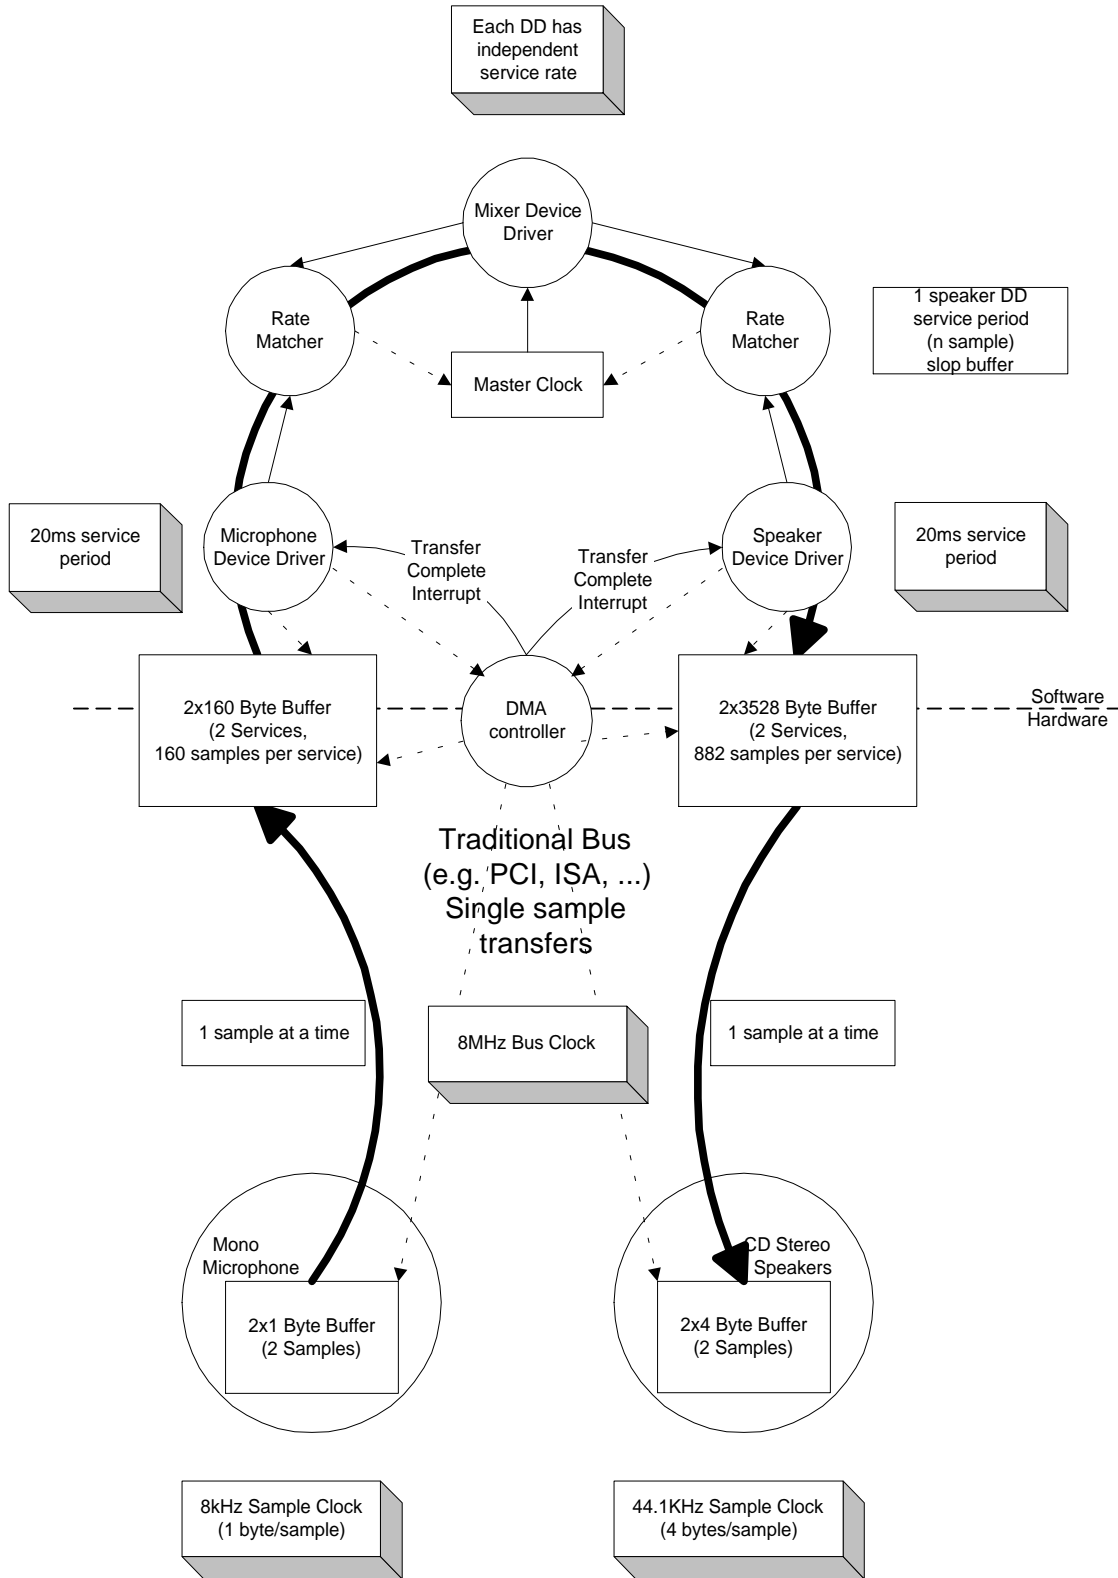 Each DD has
independent
service rate
Mixer Device
Driver
Rate
Matcher
Rate
Matcher
Master Clock
1 speaker DD
service period
(n sample)
slop buffer
20ms service
period
Microphone
Device Driver
Transfer
Complete
Interrupt
Transfer
Complete
Interrupt
Speaker
Device Driver
20ms service
period
2x160 Byte Buffer
(2 Services,
160 samples per service)
DMA
controller
2x3528 Byte Buffer
(2 Services,
882 samples per service)
Software
Hardware
Traditional Bus
(e.g. PCI, ISA, ...)
Single sample
transfers
1 sample at a time
8MHz Bus Clock
1 sample at a time
Mono
Microphone
2x1 Byte Buffer
(2 Samples)
CD Stereo
Speakers
2x4 Byte Buffer
(2 Samples)
8kHz Sample Clock
(1 byte/sample)
44.1KHz Sample Clock
(4 bytes/sample)